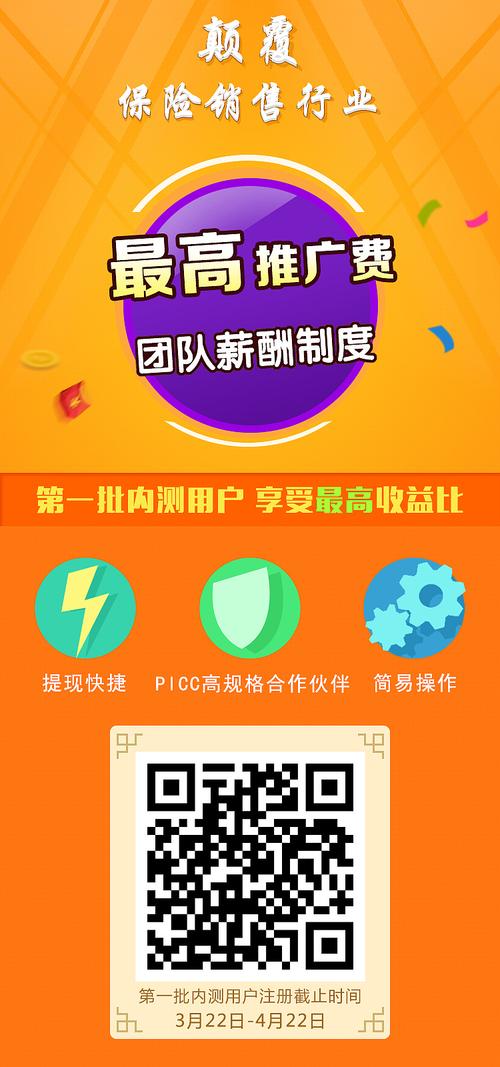 颠覆
保险销售行业
最高推广费
团队薪酬制度
第一批内测用户 享受最高收益比
提现快捷
PICC高规格合作伙伴
简易操作
第一批内测用户注册截止时间
3月22日-4月22日